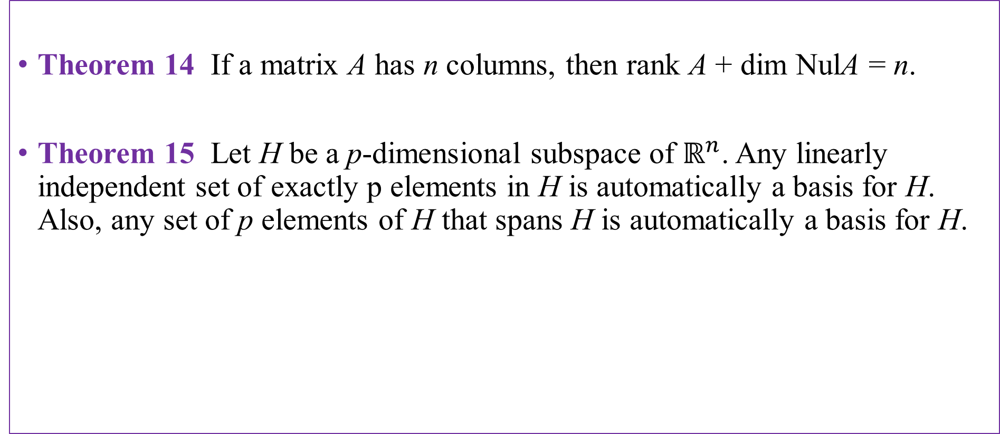 • Theorem 14 If a matrix A has n columns, then rank A + dim NulA = n.
• Theorem 15 Let H be a p-dimensional subspace of ℝⁿ. Any linearly
independent set of exactly p elements in H is automatically a basis for H.
Also, any set of p elements of H that spans H is automatically a basis for H.